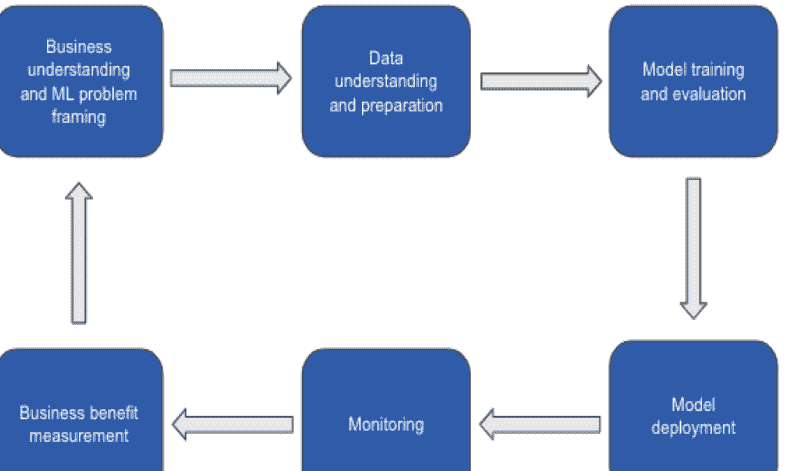 Business
understanding
and ML problem
framing
Data
understanding
and preparation
Model training
and evaluation
Business benefit
measurement
Monitoring
Model
deployment